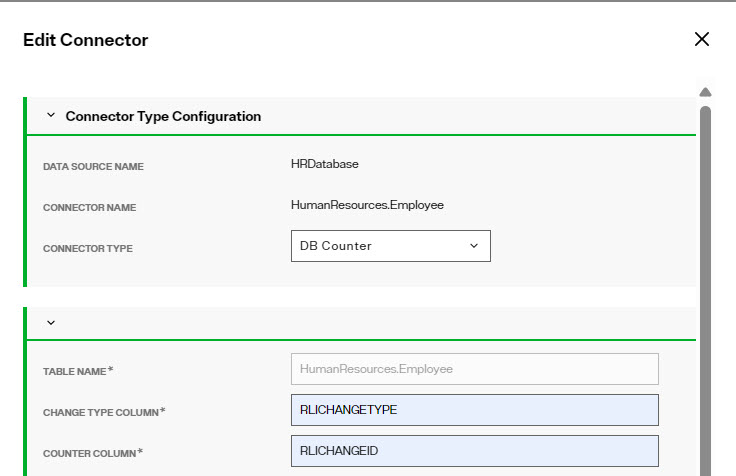 Edit Connector
Connector Type Configuration
DATA SOURCE NAME HRDatabase
CONNECTOR NAME HumanResources.Employee
CONNECTOR TYPE DB Counter
TABLE NAME* HumanResources.Employee
CHANGE TYPE COLUMN* RLICHANGETYPE
COUNTER COLUMN* RLICHANGEID